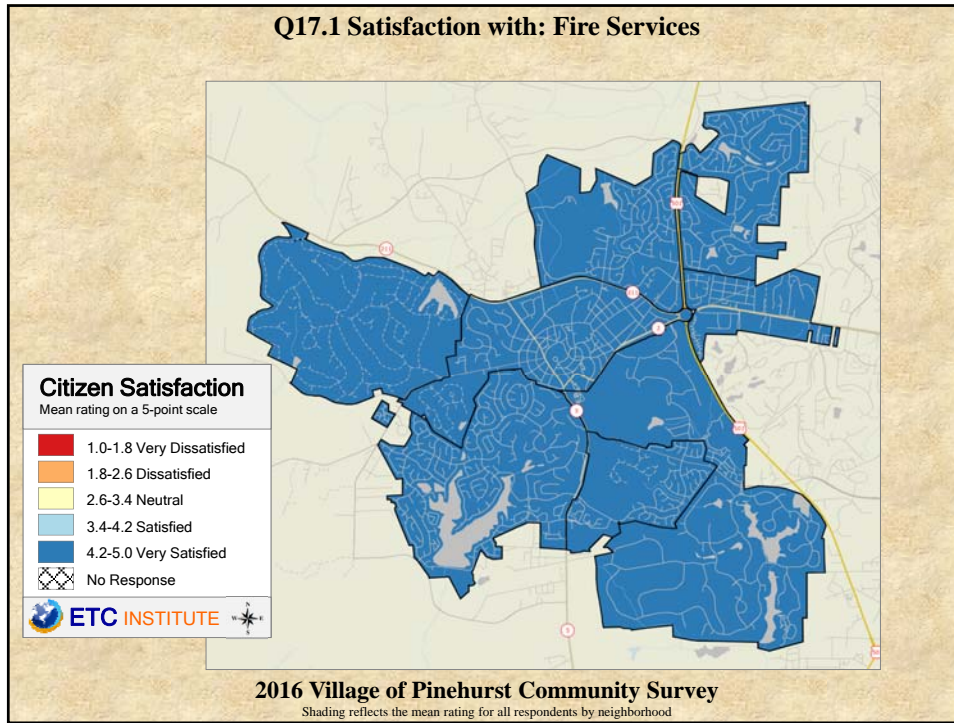 Q17.1 Satisfaction with: Fire Services
Citizen Satisfaction
Mean rating on a 5-point scale
1.0-1.8 Very Dissatisfied
1.8-2.6 Dissatisfied
2.6-3.4 Neutral
3.4-4.2 Satisfied
4.2-5.0 Very Satisfied
No Response
ETC INSTITUTE
N
W E
S
2016 Village of Pinehurst Community Survey
Shading reflects the mean rating for all respondents by neighborhood